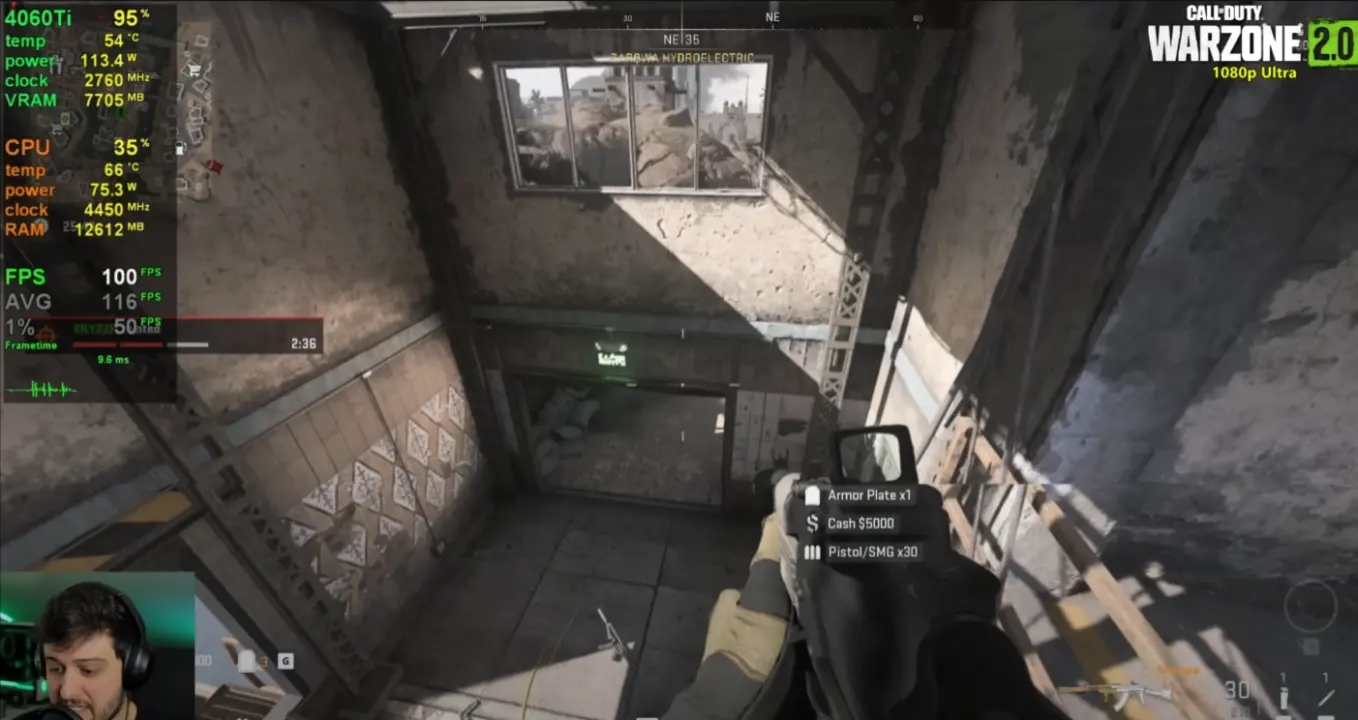 4060Ti 95 %
temp 54 °C
power 113.4 W
clock 2760 MHz
VRAM 7705 MB
CPU 35 %
temp 66 °C
power 75.3 W
clock 4450 MHz
RAM 12612 MB
FPS 100 FPS
AVG 116 FPS
1% 50 FPS
Frametime
9.6 ms
2:36
15
30
NE
60
NE 35
ZARQWA HYDROELECTRIC
CALL OF DUTY
WARZONE 2.0
1080p Ultra
Armor Plate x1
$ Cash $5000
Pistol/SMG x30
3 G
30
1
1